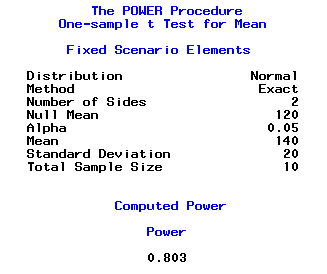 The POWER Procedure
One-sample t Test for Mean
Fixed Scenario Elements
Distribution Normal
Method Exact
Number of Sides 2
Null Mean 120
Alpha 0.05
Mean 140
Standard Deviation 20
Total Sample Size 10
Computed Power
Power
0.803